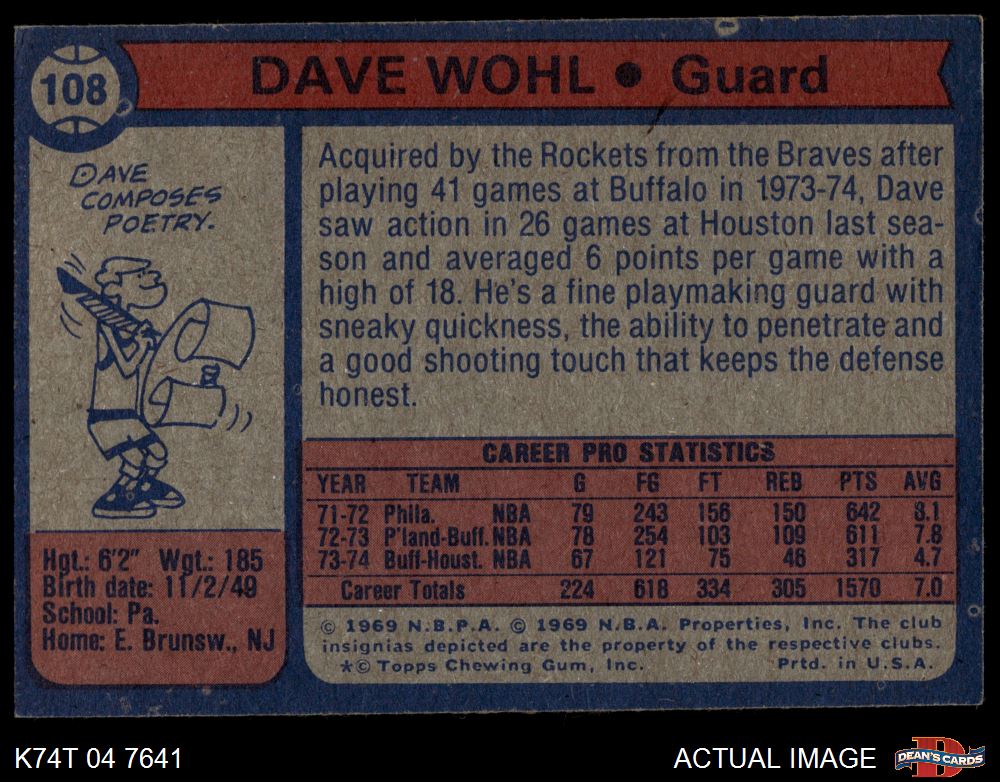 108
DAVE WOHL ● Guard
DAVE
COMPOSES
POETRY.
Acquired by the Rockets from the Braves after
playing 41 games at Buffalo in 1973-74, Dave
saw action in 26 games at Houston last sea-
son and averaged 6 points per game with a
high of 18. He's a fine playmaking guard with
sneaky quickness, the ability to penetrate and
a good shooting touch that keeps the defense
honest.
CAREER PRO STATISTICS
YEAR TEAM G FG FT REB PTS AVG
71-72 Phila. NBA 79 243 156 150 642 8.1
72-73 P'land-Buff. NBA 78 254 103 109 611 7.8
73-74 Buff-Houst. NBA 67 121 75 46 317 4.7
Career Totals 224 618 334 305 1570 7.0
Hgt.: 6'2" Wgt.: 185
Birth date: 11/2/49
School: Pa.
Home: E. Brunsw., NJ
© 1969 N.B.P.A. © 1969 N.B.A. Properties, Inc. The club
insignias depicted are the property of the respective clubs.
*© Topps Chewing Gum, Inc. Prtd. in U.S.A.
K74T 04 7641
ACTUAL IMAGE
D
DEAN'S CARDS